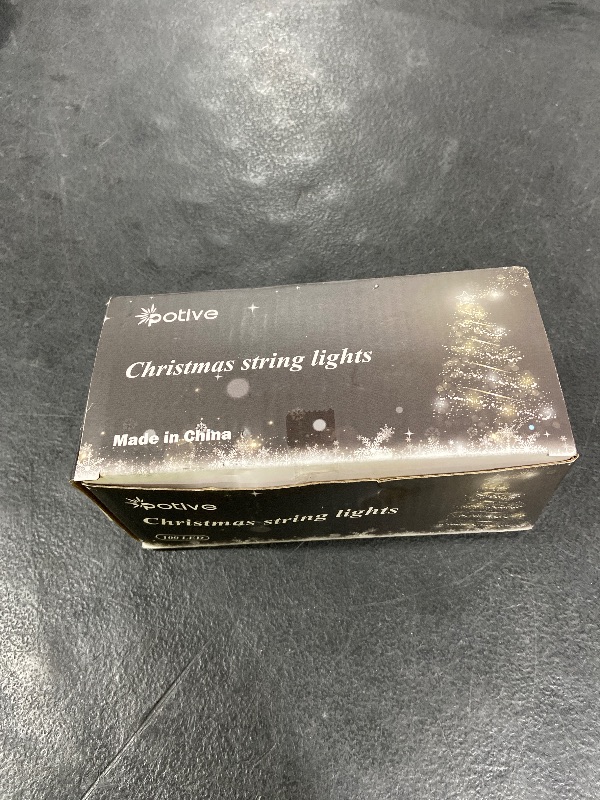 potive
Christmas string lights
Made in China
potive
Christmas string lights
100 LED